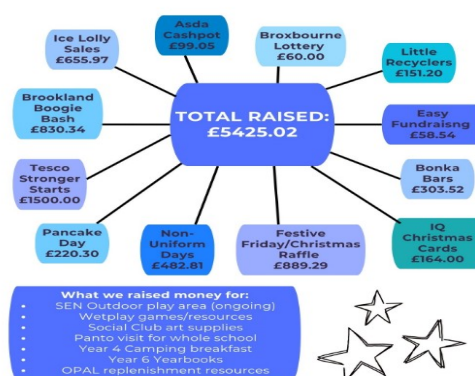 Asda
Cashpot
£99.05
Broxbourne
Lottery
£60.00
Ice Lolly
Sales
£655.97
Little
Recyclers
£151.20
Brookland
Boogie
Bash
£830.34
TOTAL RAISED:
£5425.02
Easy
Fundraisng
£58.54
Tesco
Stronger
Starts
£1500.00
Bonka
Bars
£303.52
Pancake
Day
£220.30
Non-
Uniform
Days
£482.81
Festive
Friday/Christmas
Raffle
£889.29
IQ
Christmas
Cards
£164.00
What we raised money for:
• SEN Outdoor play area (ongoing)
• Wetplay games/resources
• Social Club art supplies
• Panto visit for whole school
• Year 4 Camping breakfast
• Year 6 Yearbooks
• OPAL replenishment resources